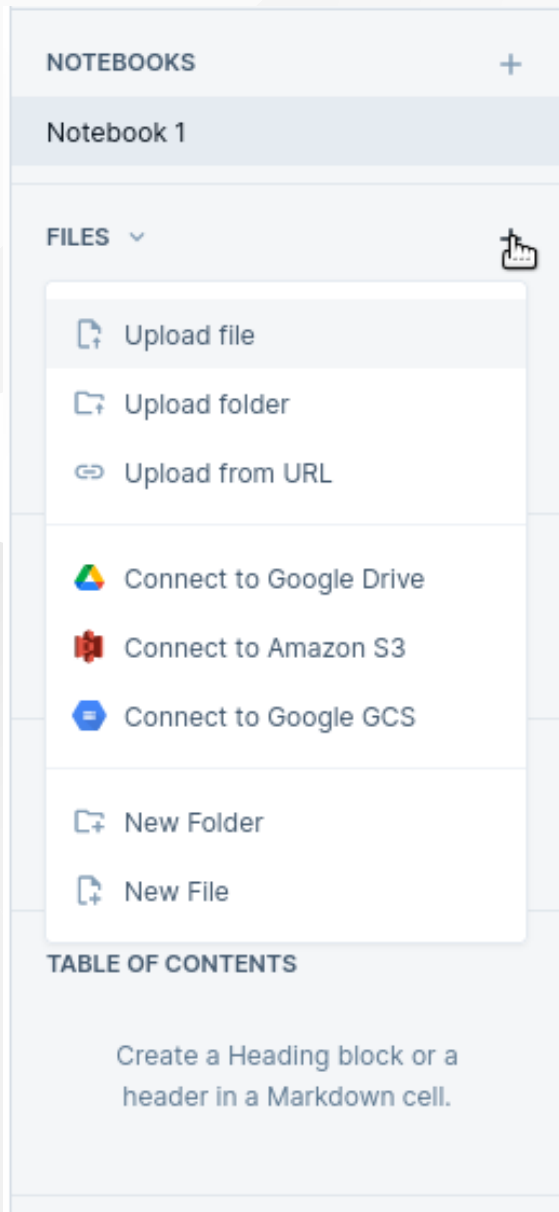 NOTEBOOKS
Notebook 1
FILES
Upload file
Upload folder
Upload from URL
Connect to Google Drive
Connect to Amazon S3
Connect to Google GCS
New Folder
New File
TABLE OF CONTENTS
Create a Heading block or a
header in a Markdown cell.